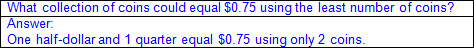 What collection of coins could equal $0.75 using the least number of coins?
Answer:
One half-dollar and 1 quarter equal $0.75 using only 2 coins.